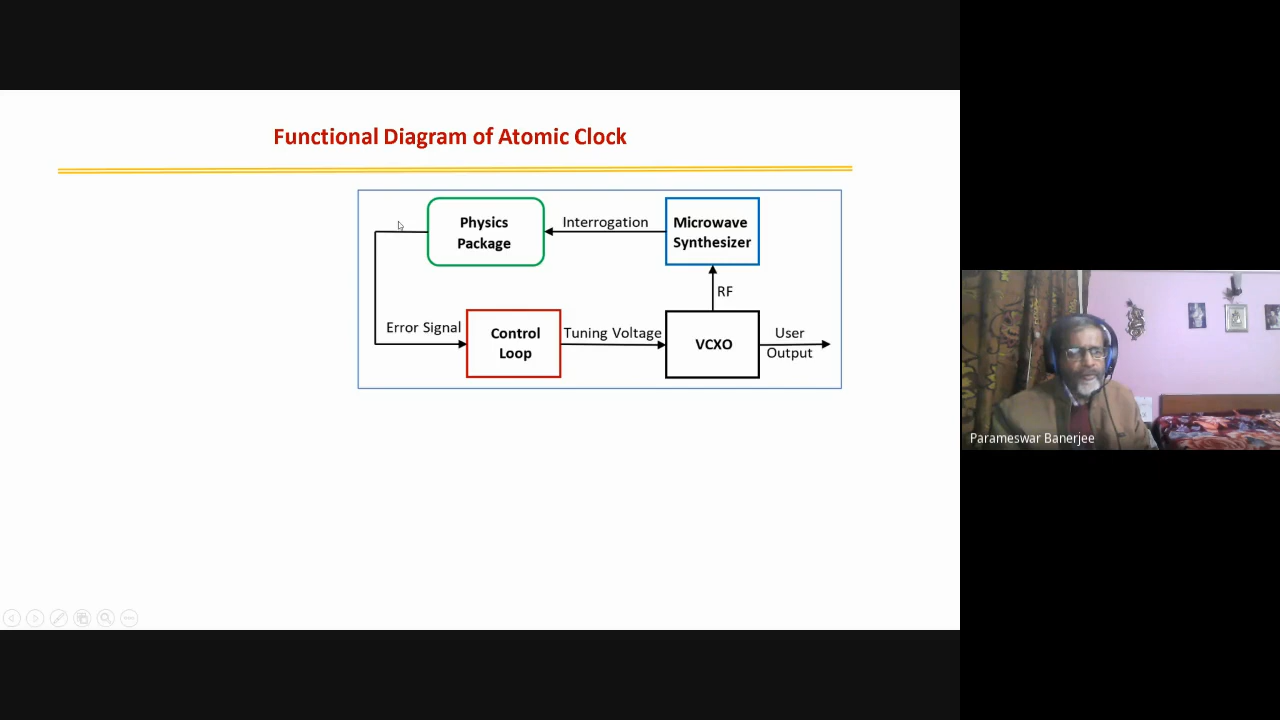 Functional Diagram of Atomic Clock
Physics
Package
Interrogation
Microwave
Synthesizer
RF
Error Signal
Control
Loop
Tuning Voltage
VCXO
User
Output
Parameswar Banerjee